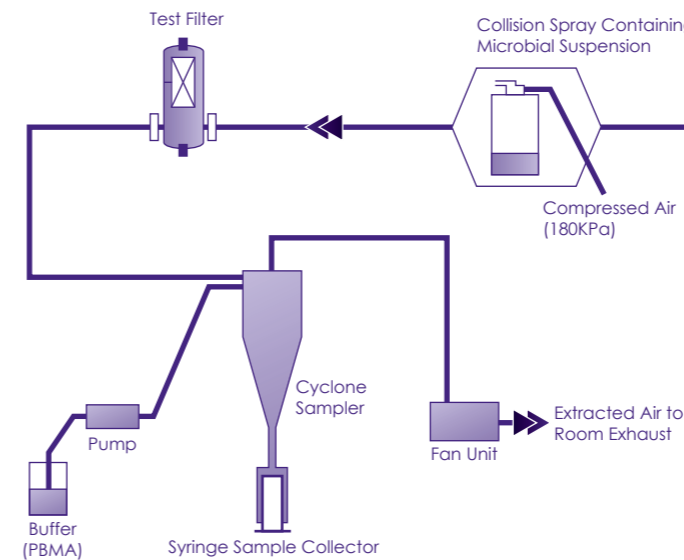 Test Filter
Collision Spray Containing
Microbial Suspension
Compressed Air
(180KPa)
Cyclone
Sampler
Pump
Extracted Air to
Room Exhaust
Fan Unit
Buffer
(PBMA)
Syringe Sample Collector